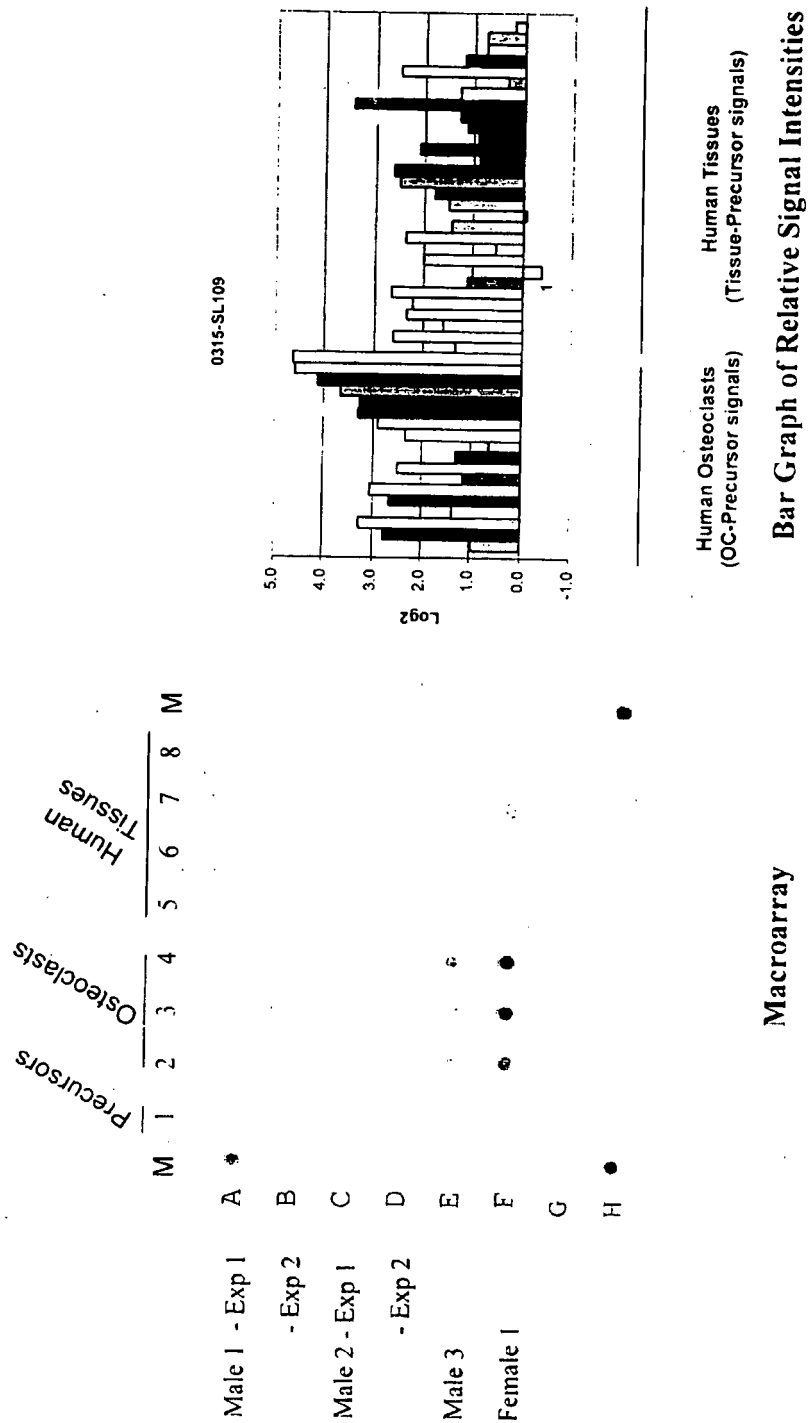 Precursors
Osteoclasts
Human
Tissues
M 1 2 3 4 5 6 7 8 M
Male 1 - Exp 1 A
- Exp 2 B
Male 2 - Exp 1 C
- Exp 2 D
Male 3 E
Female 1 F
G
H
Macroarray
0315-SL109
Log2
5.0
4.0
3.0
2.0
1.0
0.0
-1.0
1
Human Osteoclasts
(OC-Precursor signals)
Human Tissues
(Tissue-Precursor signals)
Bar Graph of Relative Signal Intensities